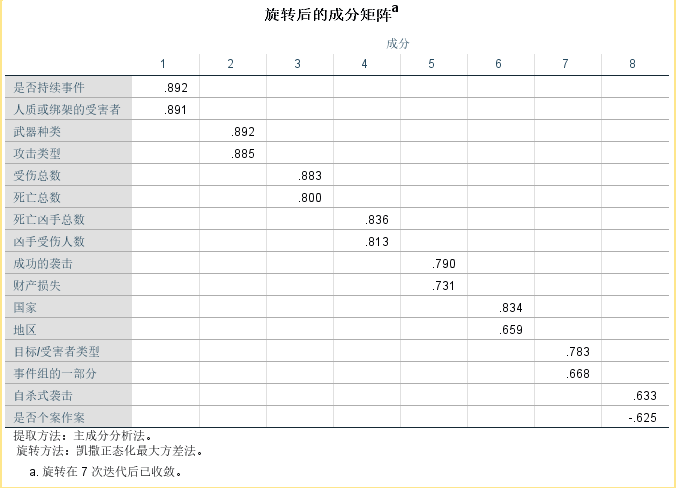 旋转后的成分矩阵a
成分
1 2 3 4 5 6 7 8
是否持续事件 .892
人质或绑架的受害者 .891
武器种类 .892
攻击类型 .885
受伤总数 .883
死亡总数 .800
死亡凶手总数 .836
凶手受伤人数 .813
成功的袭击 .790
财产损失 .731
国家 .834
地区 .659
目标/受害者类型 .783
事件组的一部分 .668
自杀式袭击 .633
是否个案作案 -.625
提取方法：主成分分析法。
旋转方法：凯撒正态化最大方差法。
a. 旋转在 7 次迭代后已收敛。